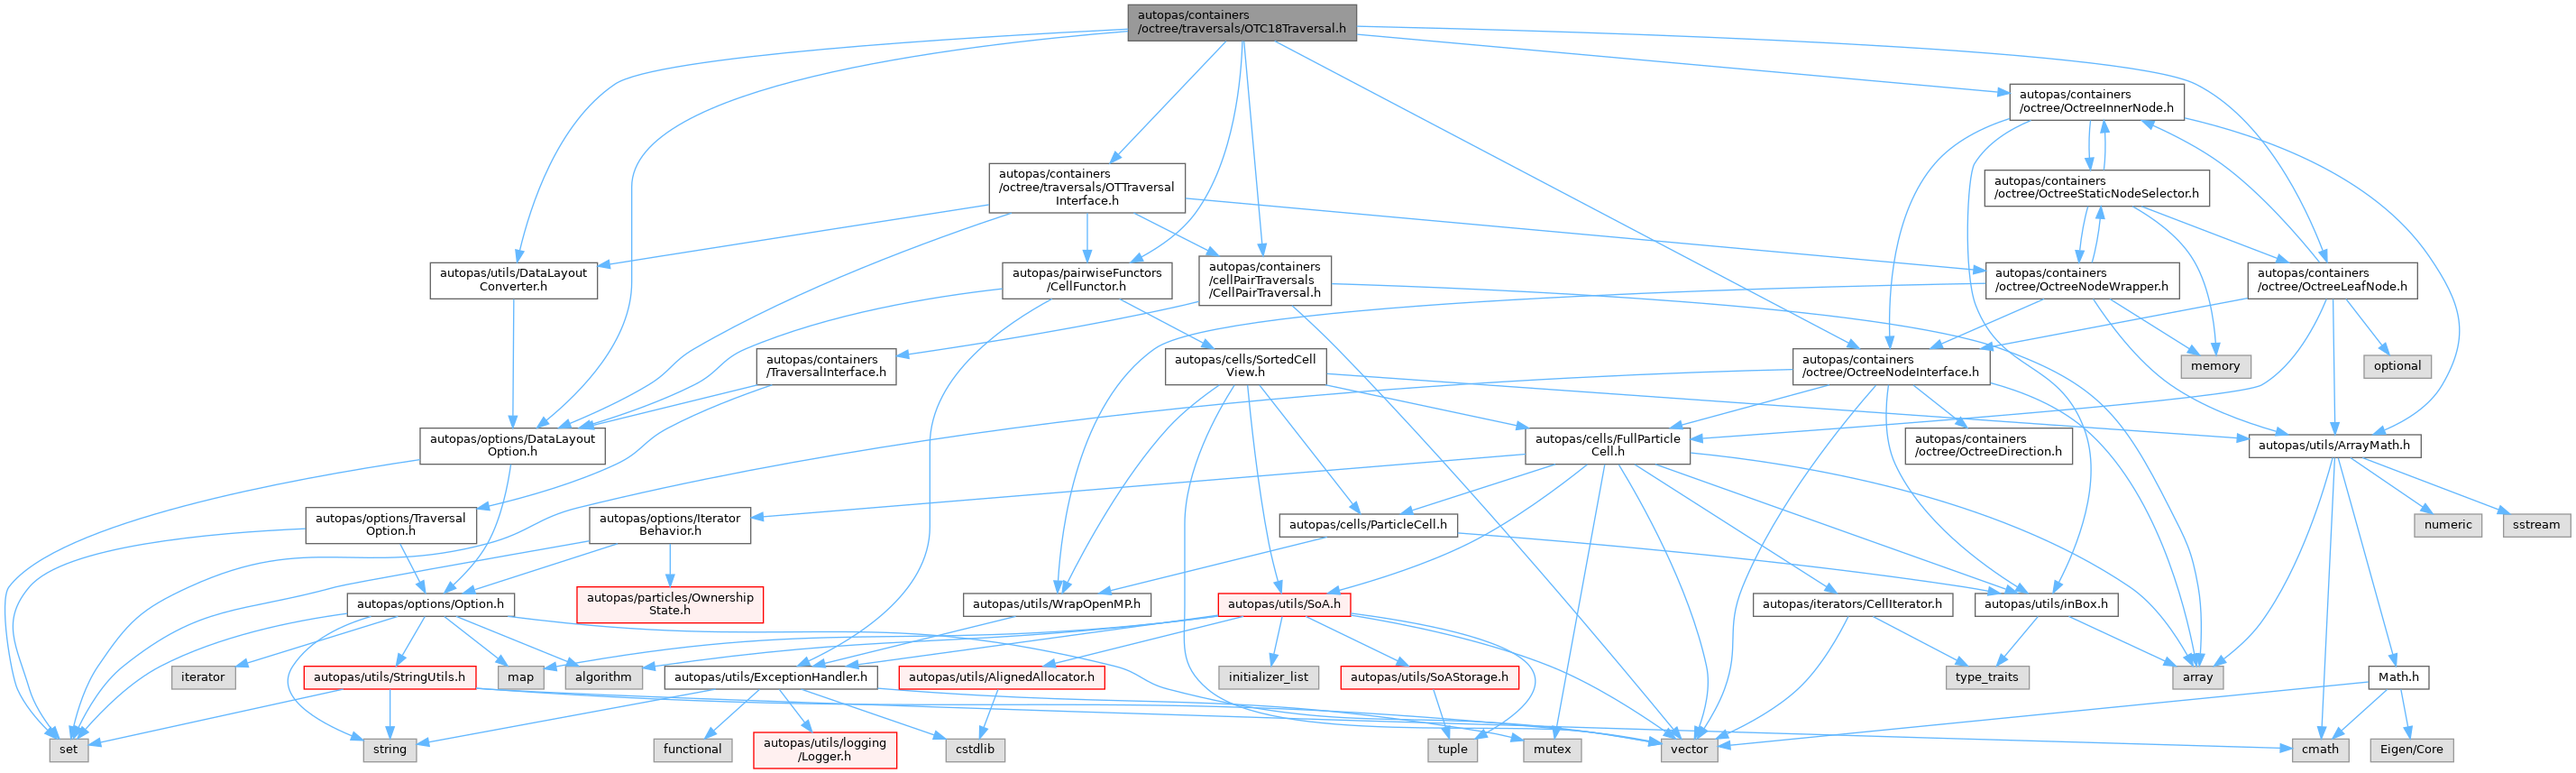 autopas/containers
/octree/traversals/OTC18Traversal.h
autopas/containers
/octree/OctreeInnerNode.h
autopas/containers
/octree/traversals/OTTraversal
Interface.h
autopas/containers
/octree/OctreeStaticNodeSelector.h
autopas/utils/DataLayout
Converter.h
autopas/pairwiseFunctors
/CellFunctor.h
autopas/containers
/cellPairTraversals
/CellPairTraversal.h
autopas/containers
/octree/OctreeNodeWrapper.h
autopas/containers
/octree/OctreeLeafNode.h
autopas/containers
/TraversalInterface.h
autopas/cells/SortedCell
View.h
autopas/containers
/octree/OctreeNodeInterface.h
memory
optional
autopas/options/DataLayout
Option.h
autopas/cells/FullParticle
Cell.h
autopas/containers
/octree/OctreeDirection.h
autopas/utils/ArrayMath.h
autopas/options/Traversal
Option.h
autopas/options/Iterator
Behavior.h
autopas/cells/ParticleCell.h
numeric
sstream
autopas/options/Option.h
autopas/particles/Ownership
State.h
autopas/utils/WrapOpenMP.h
autopas/utils/SoA.h
autopas/iterators/CellIterator.h
autopas/utils/inBox.h
iterator
autopas/utils/StringUtils.h
map
algorithm
autopas/utils/ExceptionHandler.h
autopas/utils/AlignedAllocator.h
initializer_list
autopas/utils/SoAStorage.h
type_traits
array
Math.h
set
string
functional
autopas/utils/logging
/Logger.h
cstdlib
tuple
mutex
vector
cmath
Eigen/Core